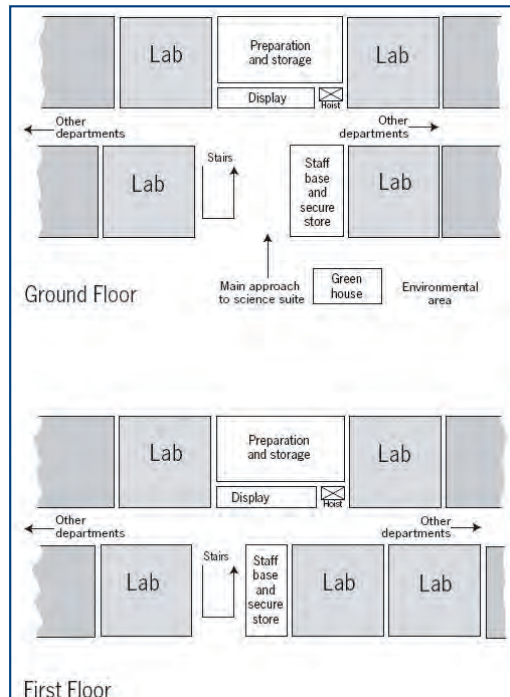 Lab
Preparation
and storage
Lab
Display
Hoist
Other
departments
Other
departments
Lab
Stairs
Staff
base
and
secure
store
Lab
Ground Floor
Main approach
to science suite
Green
house
Environmental
area
Lab
Preparation
and storage
Lab
Display
Hoist
Other
departments
Other
departments
Lab
Stairs
Staff
base
and
secure
store
Lab
Lab
First Floor